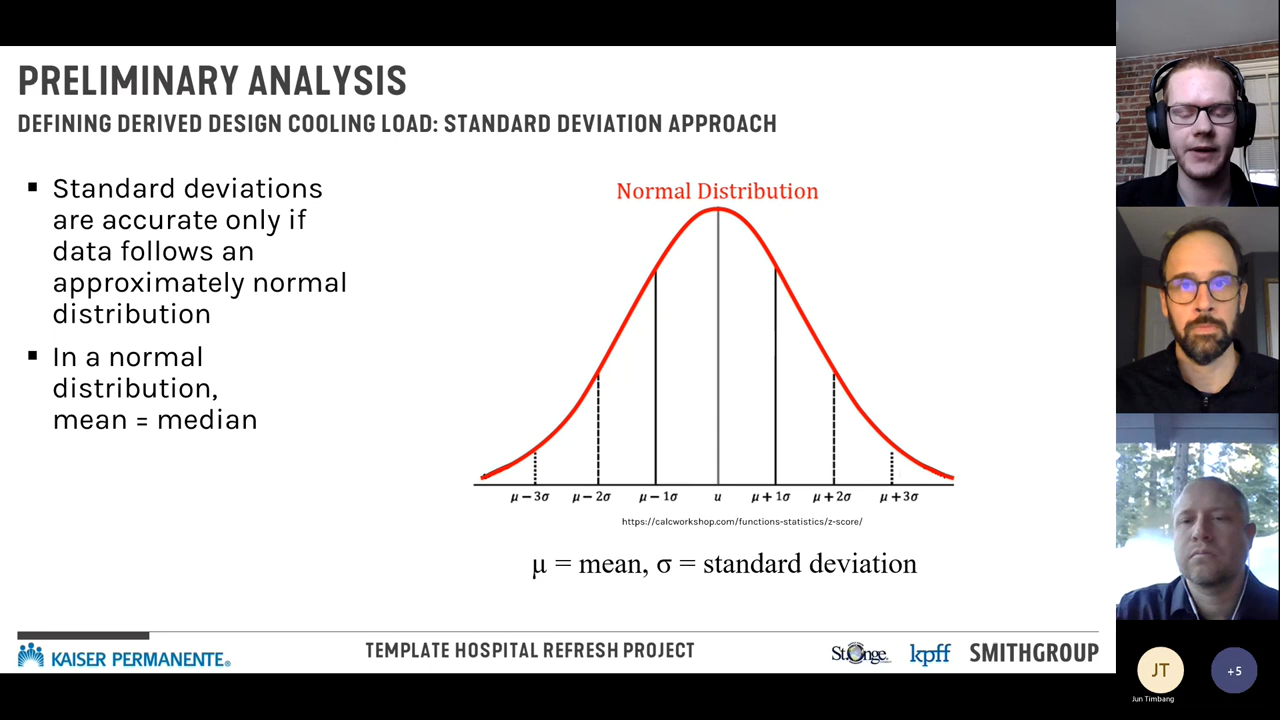 PRELIMINARY ANALYSIS
DEFINING DERIVED DESIGN COOLING LOAD: STANDARD DEVIATION APPROACH
▪ Standard deviations
are accurate only if
data follows an
approximately normal
distribution
▪ In a normal
distribution,
mean = median
Normal Distribution
μ − 3σ μ − 2σ μ − 1σ u μ + 1σ μ + 2σ μ + 3σ
https://calcworkshop.com/functions-statistics/z-score/
μ = mean, σ = standard deviation
KAISER PERMANENTE®
TEMPLATE HOSPITAL REFRESH PROJECT
St.Onge
kpff
SMITHGROUP
JT
Jun Timbang
+5